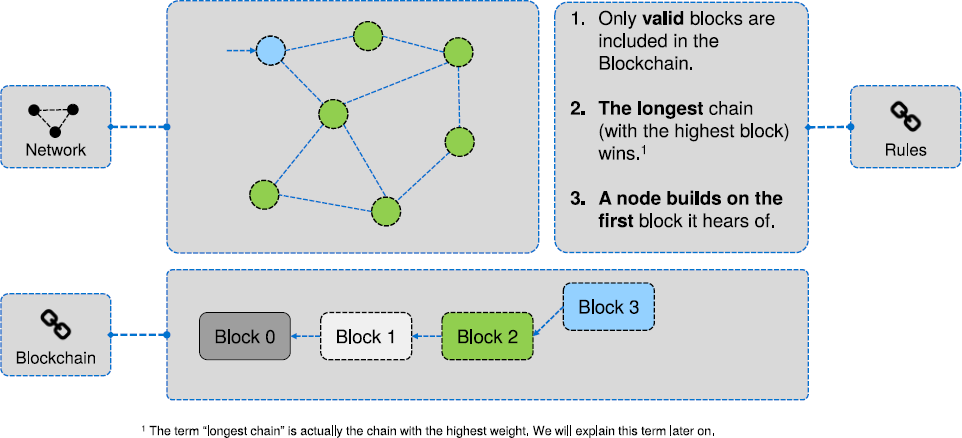 Network
1. Only valid blocks are
included in the
Blockchain.
2. The longest chain
(with the highest block)
wins.¹
3. A node builds on the
first block it hears of.
Rules
Blockchain
Block 0
Block 1
Block 2
Block 3
¹ The term "longest chain" is actually the chain with the highest weight. We will explain this term later on.